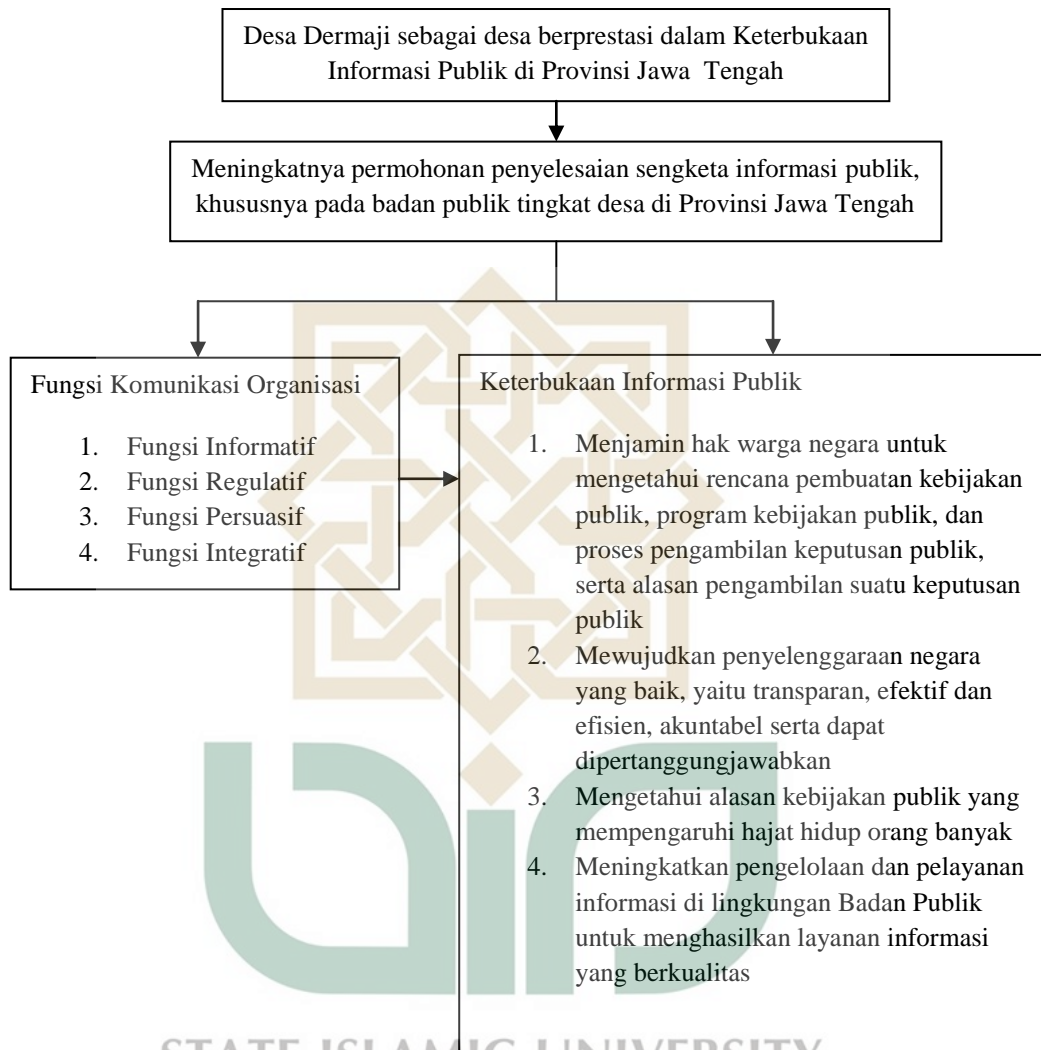 Desa Dermaji sebagai desa berprestasi dalam Keterbukaan
Informasi Publik di Provinsi Jawa Tengah
Meningkatnya permohonan penyelesaian sengketa informasi publik,
khususnya pada badan publik tingkat desa di Provinsi Jawa Tengah
Fungsi Komunikasi Organisasi
1. Fungsi Informatif
2. Fungsi Regulatif
3. Fungsi Persuasif
4. Fungsi Integratif
Keterbukaan Informasi Publik
1. Menjamin hak warga negara untuk
mengetahui rencana pembuatan kebijakan
publik, program kebijakan publik, dan
proses pengambilan keputusan publik,
serta alasan pengambilan suatu keputusan
publik
2. Mewujudkan penyelenggaraan negara
yang baik, yaitu transparan, efektif dan
efisien, akuntabel serta dapat
dipertanggungjawabkan
3. Mengetahui alasan kebijakan publik yang
mempengaruhi hajat hidup orang banyak
4. Meningkatkan pengelolaan dan pelayanan
informasi di lingkungan Badan Publik
untuk menghasilkan layanan informasi
yang berkualitas
STATE ISLAMIC UNIVERSITY